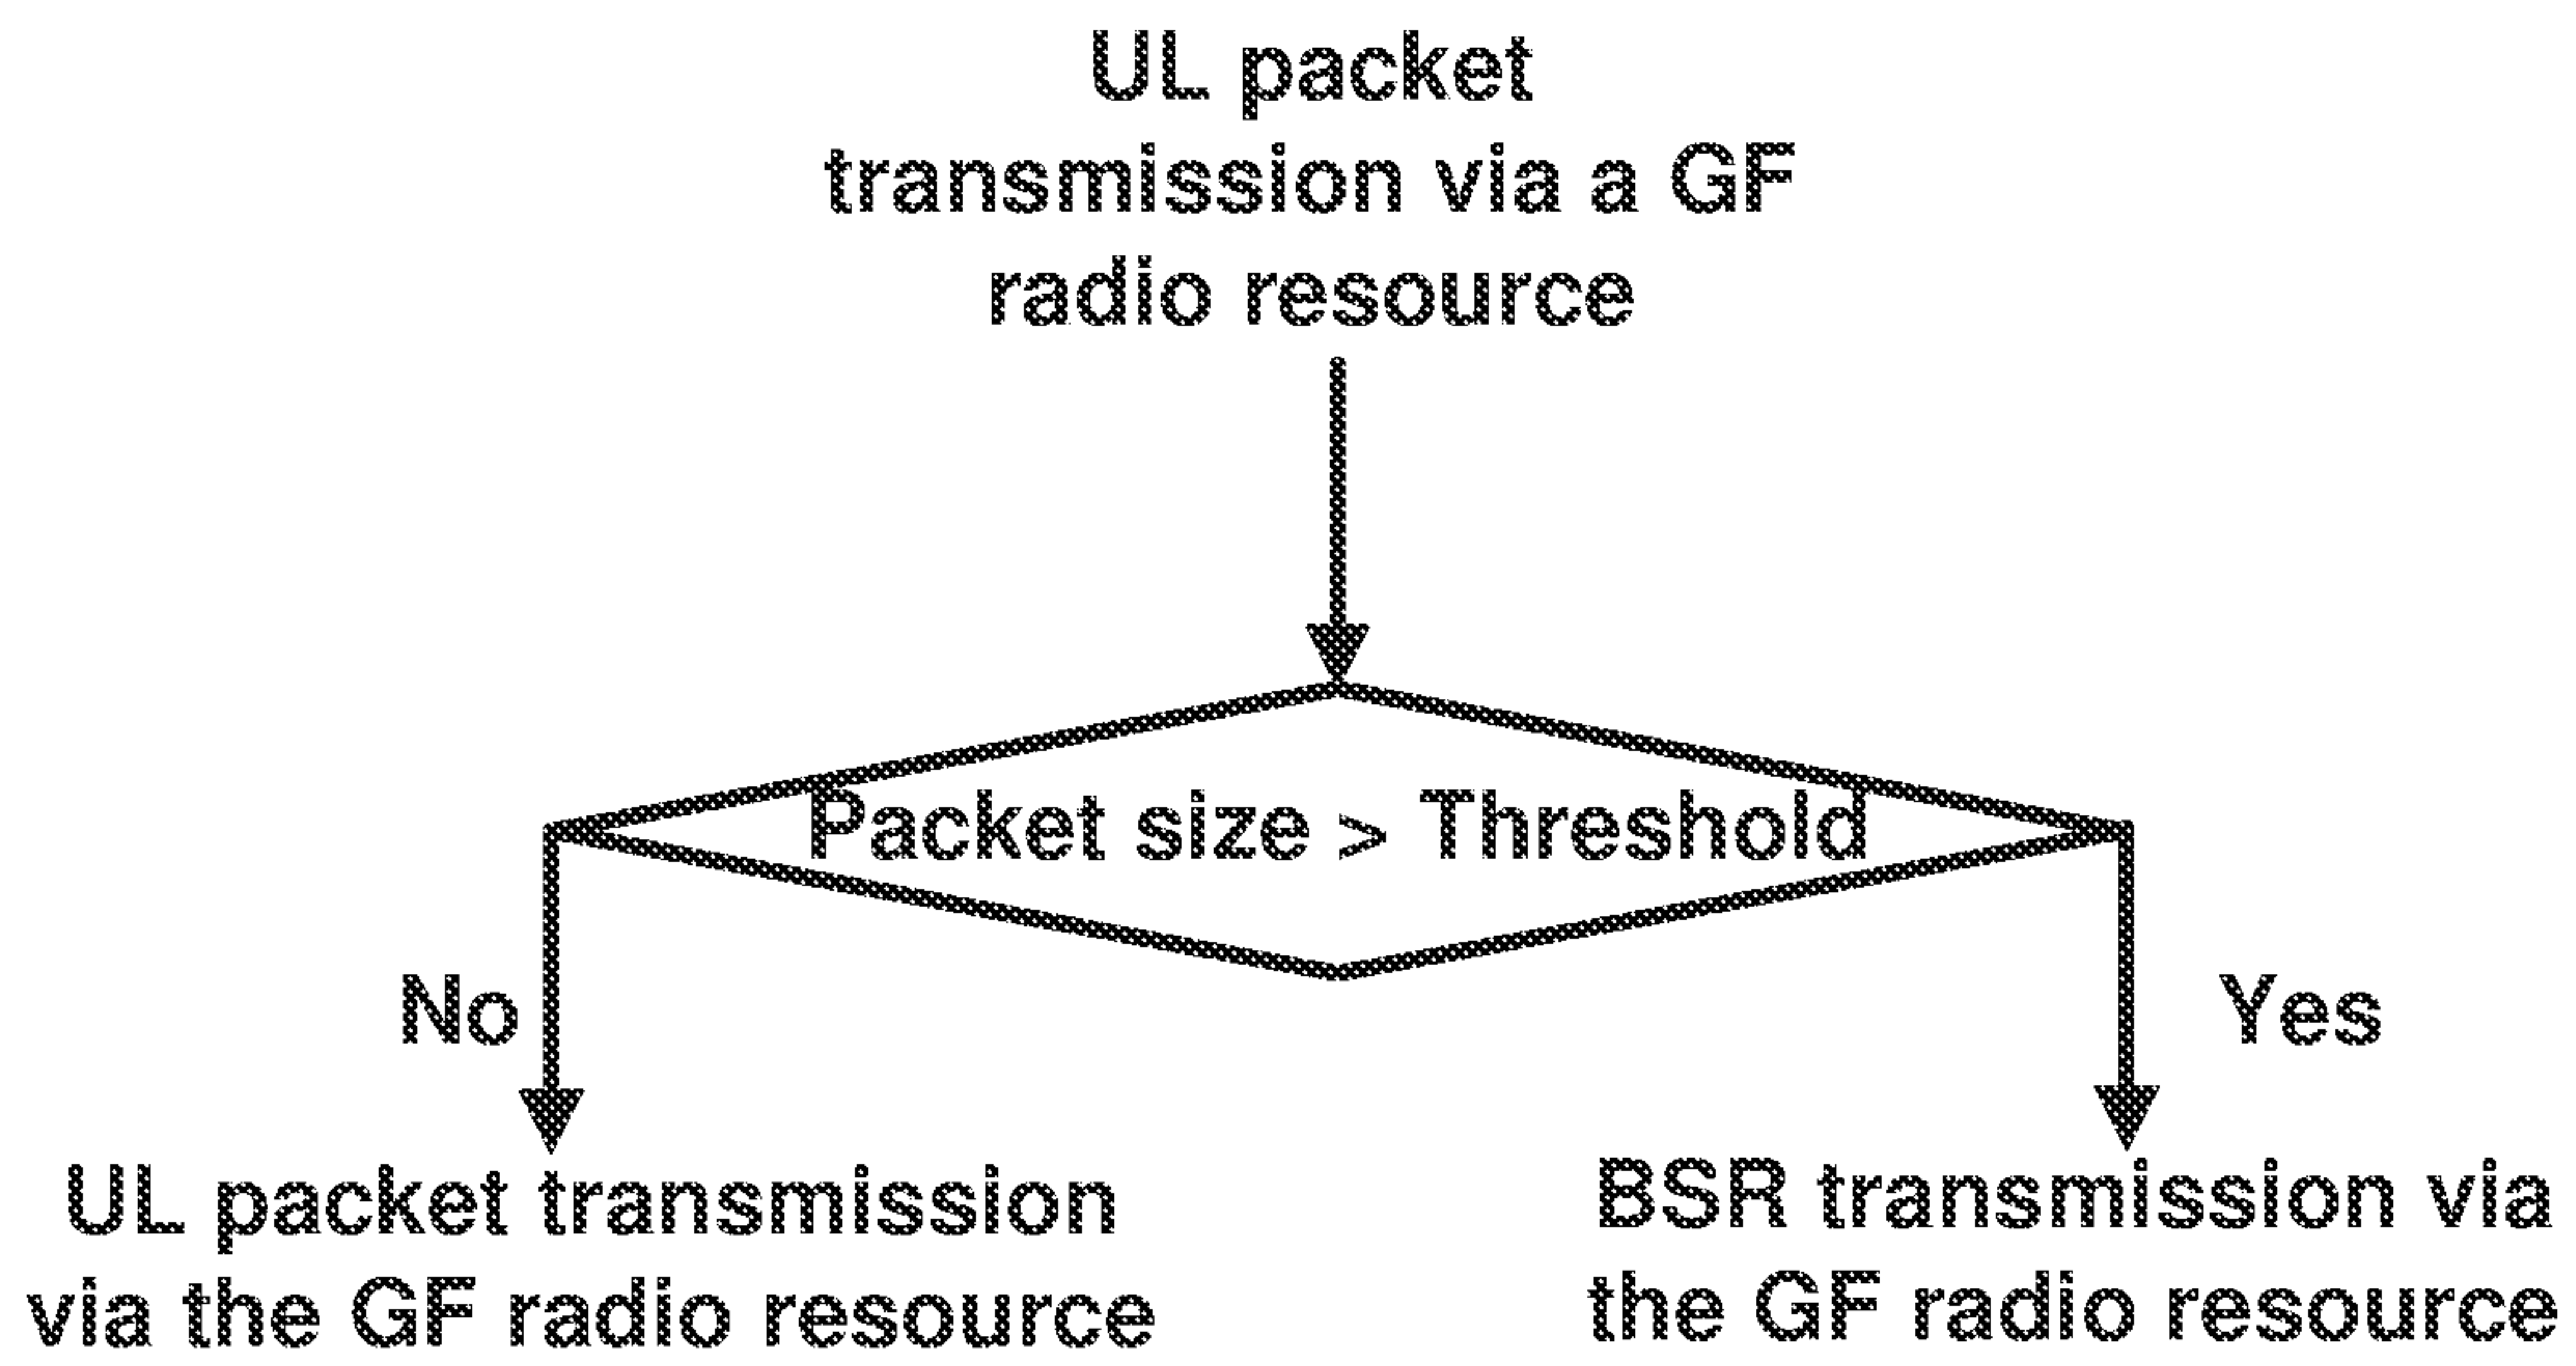 UL packet
transmission via a GF
radio resource
Packet size > Threshold
No
Yes
UL packet transmission
via the GF radio resource
BSR transmission via
the GF radio resource